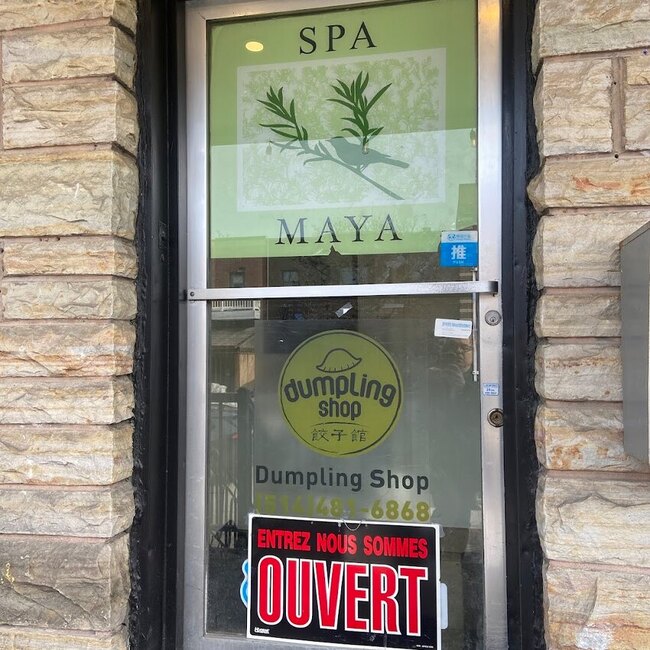 SPA
MAYA
推
dumpling
shop
餃子館
Dumpling Shop
(514)481-6868
ENTREZ NOUS SOMMES
OUVERT